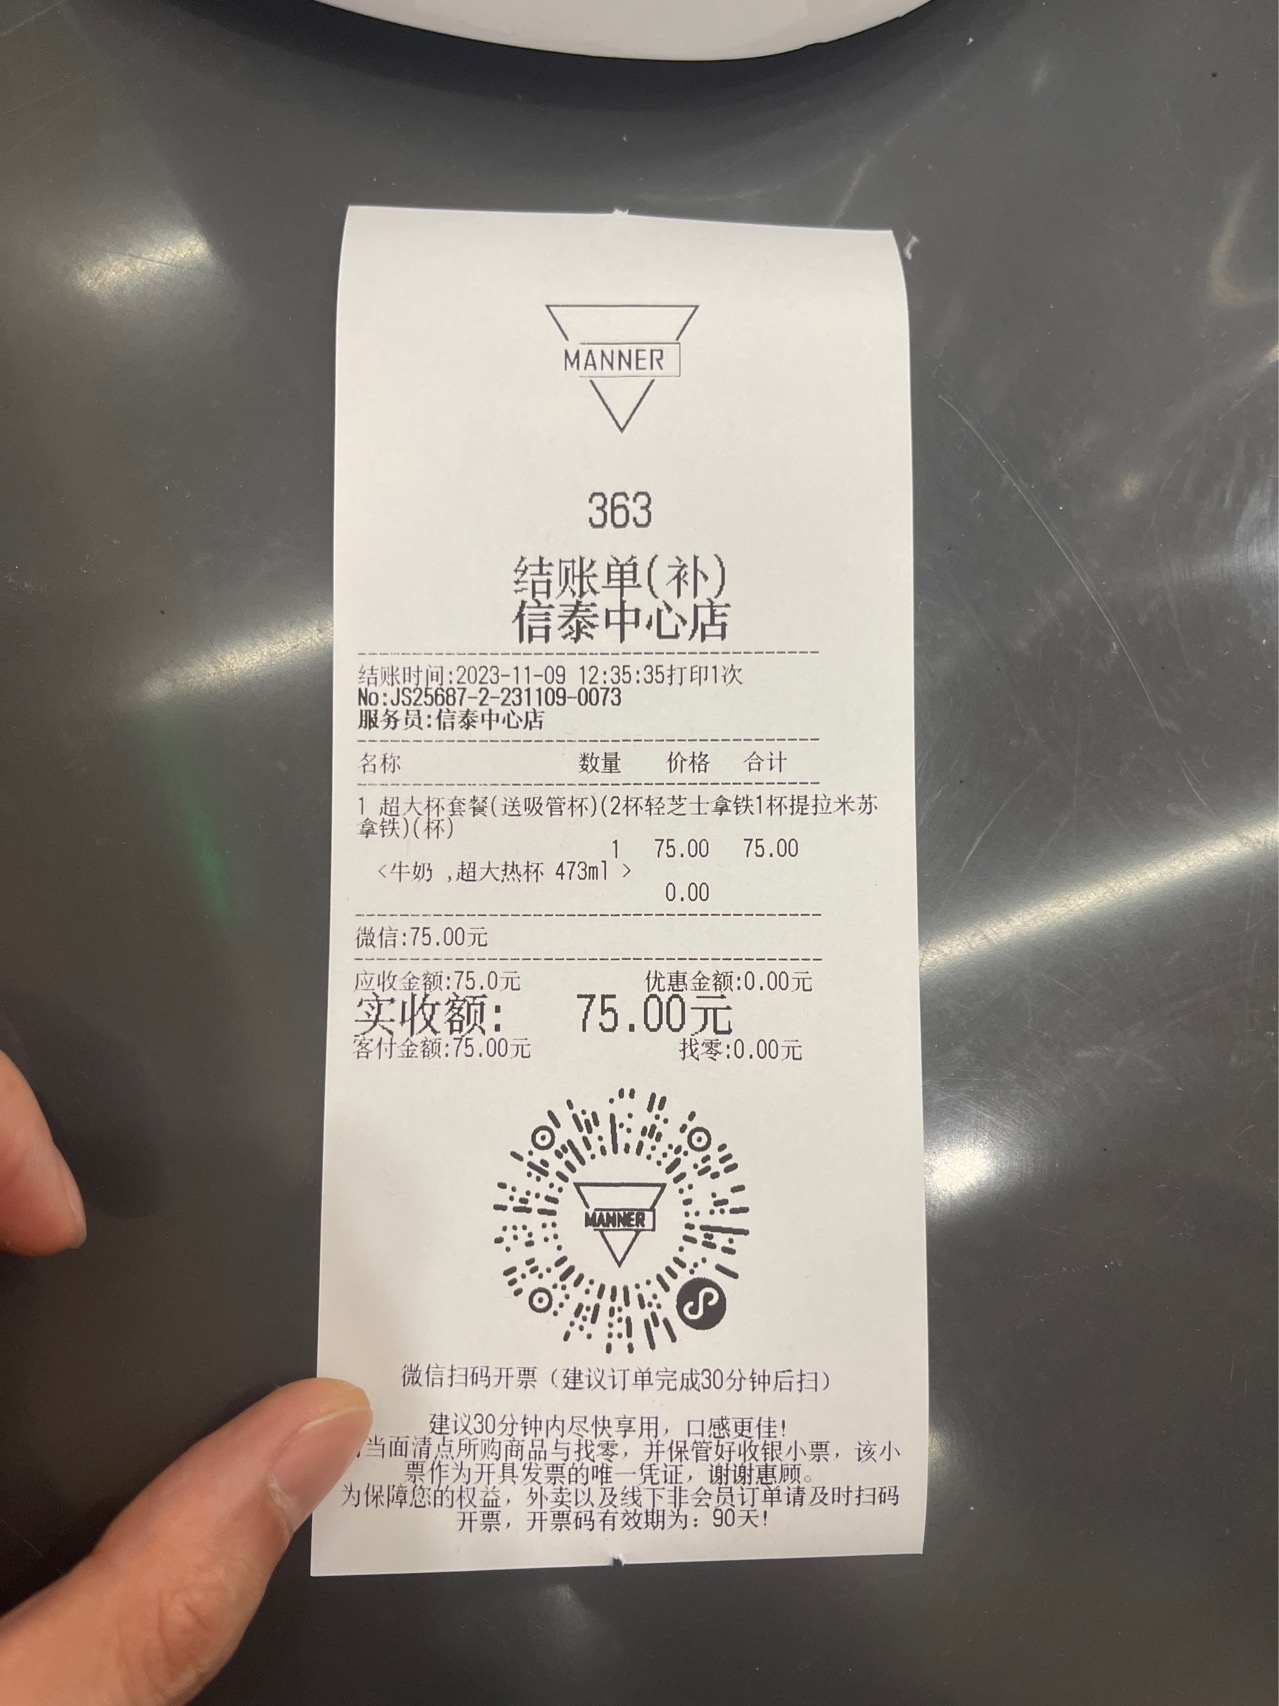 MANNER
363
结账单(补)
信泰中心店
结账时间:2023-11-09 12:35:35打印1次
No:JS25687-2-231109-0073
服务员:信泰中心店
名称 数量 价格 合计
1 超大杯套餐(送吸管杯)(2杯轻芝士拿铁1杯提拉米苏
拿铁)(杯)
1 75.00 75.00
<牛奶 ,超大热杯 473ml >
0.00
微信:75.00元
应收金额:75.0元 优惠金额:0.00元
实收额: 75.00元
客付金额:75.00元 找零:0.00元
MANNER
微信扫码开票（建议订单完成30分钟后扫）
建议30分钟内尽快享用，口感更佳!
当面清点所购商品与找零，并保管好收银小票，该小
票作为开具发票的唯一凭证，谢谢惠顾。
为保障您的权益，外卖以及线下非会员订单请及时扫码
开票，开票码有效期为：90天!